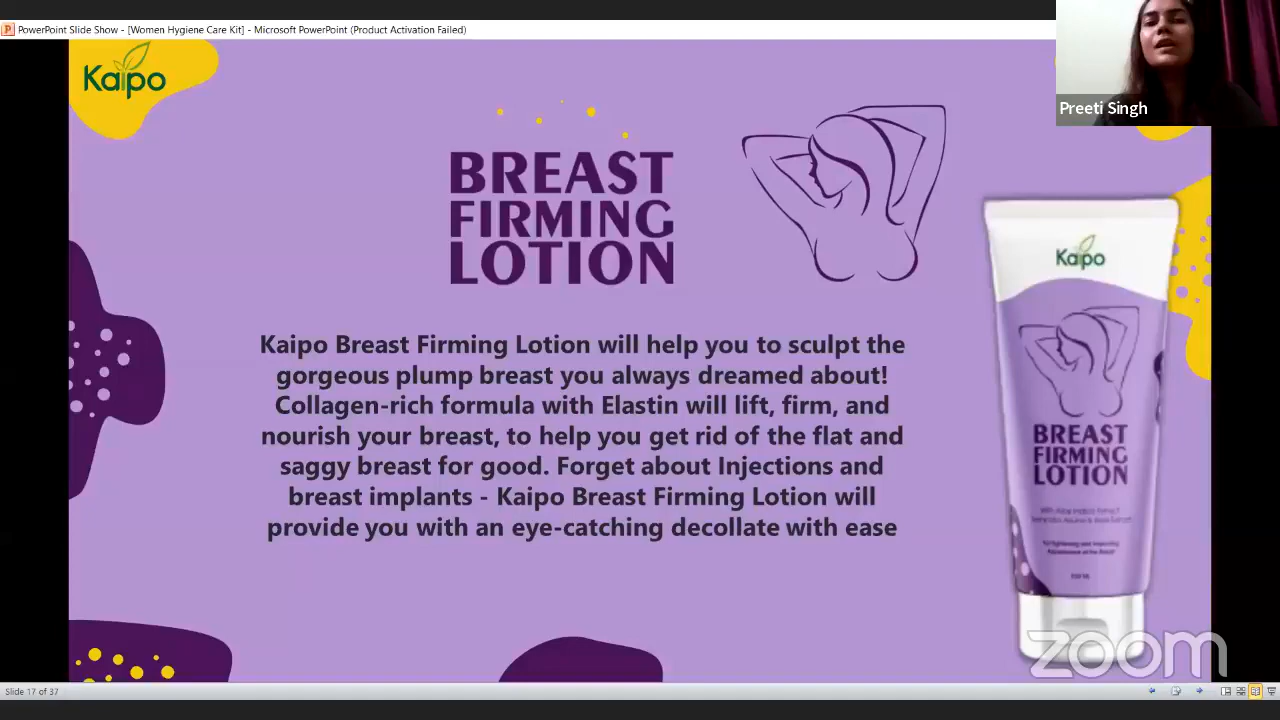 PowerPoint Slide Show - [Women Hygiene Care Kit] - Microsoft PowerPoint (Product Activation Failed)
Kaipo
Preeti Singh
BREAST
FIRMING
LOTION
Kaipo Breast Firming Lotion will help you to sculpt the
gorgeous plump breast you always dreamed about!
Collagen-rich formula with Elastin will lift, firm, and
nourish your breast, to help you get rid of the flat and
saggy breast for good. Forget about Injections and
breast implants - Kaipo Breast Firming Lotion will
provide you with an eye-catching decollate with ease
Kaipo
BREAST
FIRMING
LOTION
zoom
Slide 17 of 37